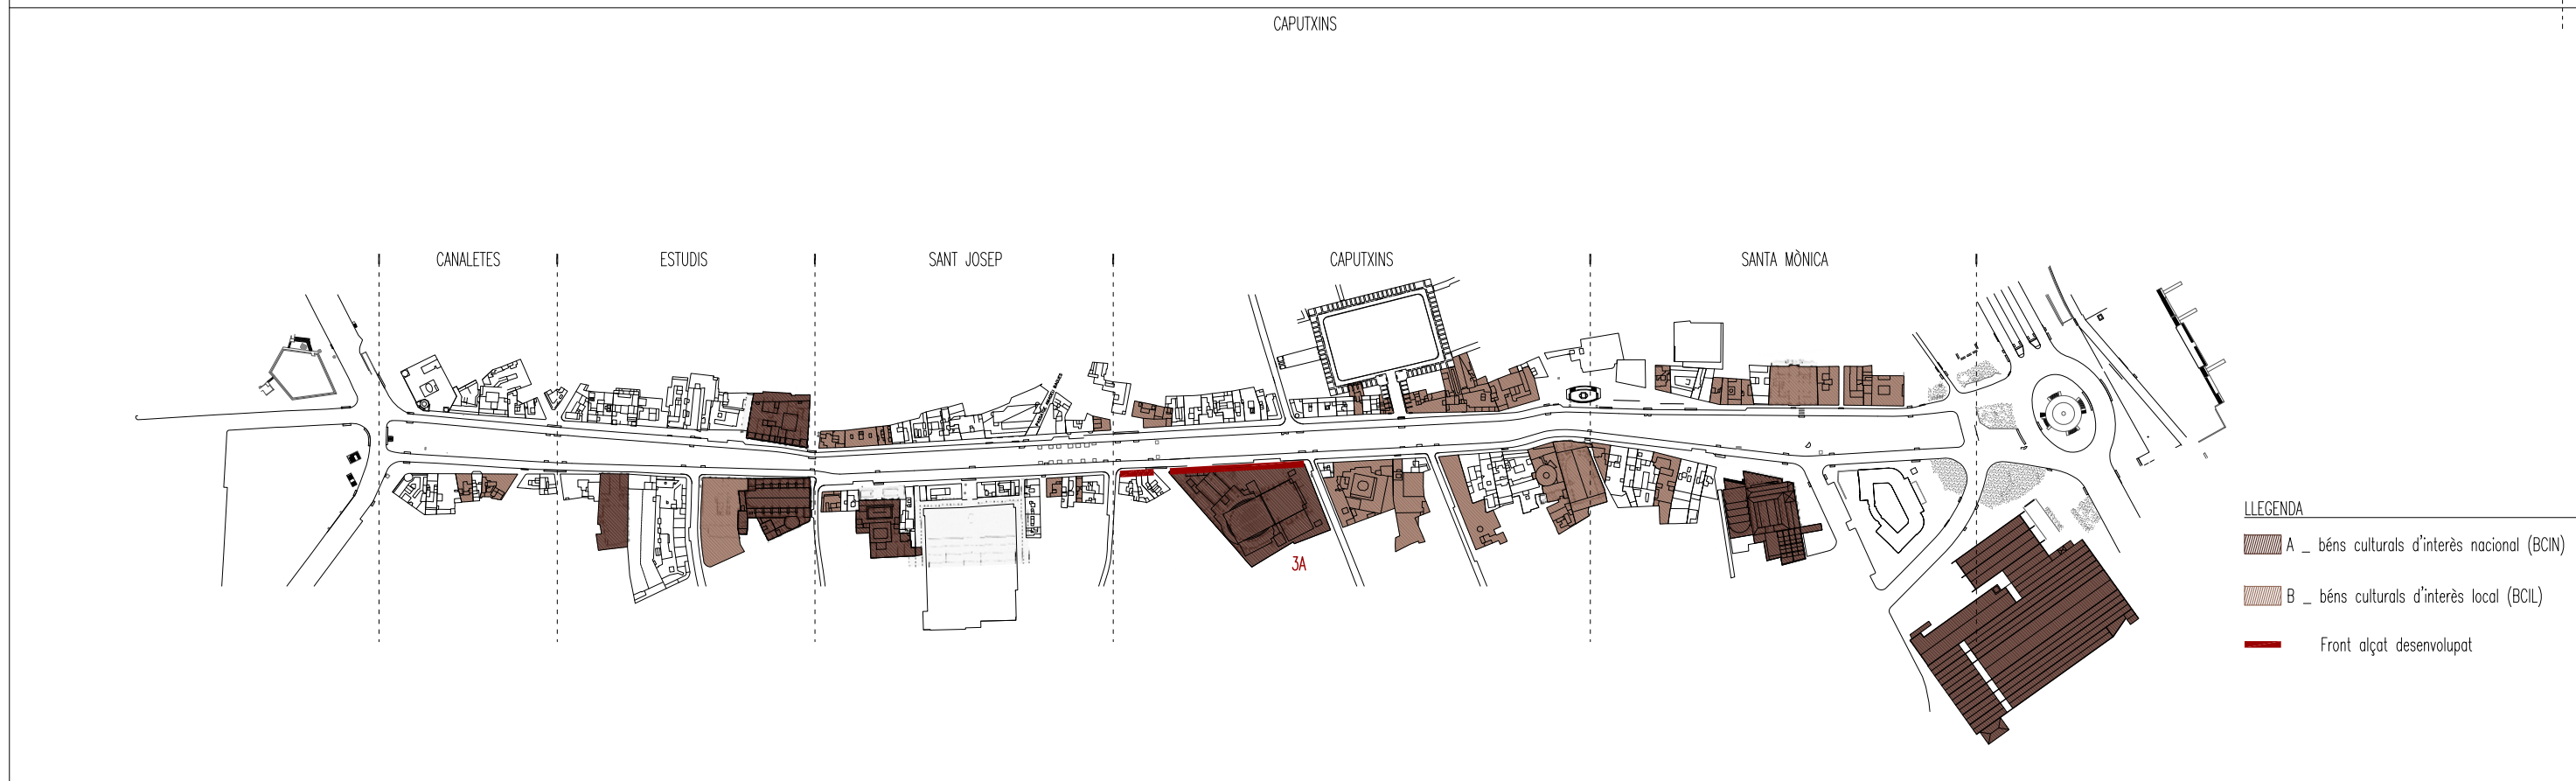 CAPUTXINS
CANALETES
ESTUDIS
SANT JOSEP
CAPUTXINS
SANTA MÒNICA
3A
LLEGENDA
A _ béns culturals d'interès nacional (BCIN)
B _ béns culturals d'interès local (BCIL)
Front alçat desenvolupat